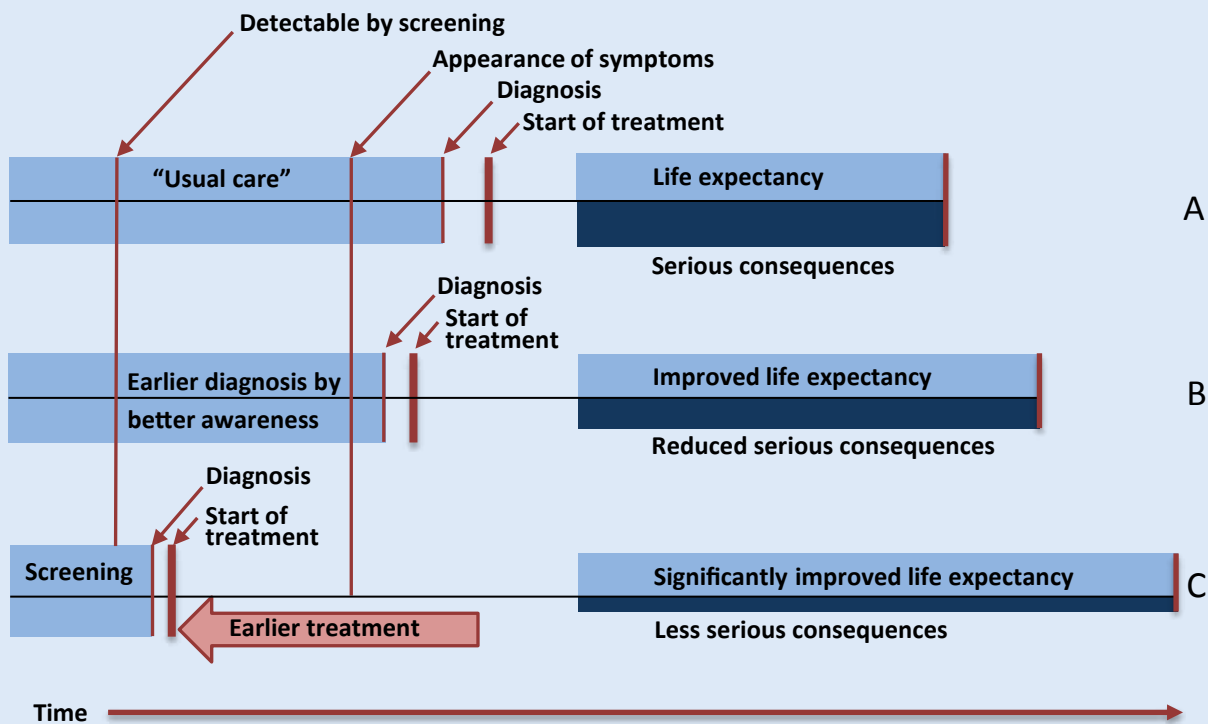 Detectable by screening
Appearance of symptoms
Diagnosis
Start of treatment
“Usual care”
Life expectancy
A
Serious consequences
Diagnosis
Start of
treatment
Earlier diagnosis by
better awareness
Improved life expectancy
B
Reduced serious consequences
Diagnosis
Start of
treatment
Screening
Significantly improved life expectancy
C
Earlier treatment
Less serious consequences
Time